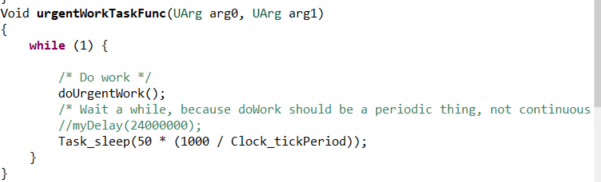 Void urgentWorkTaskFunc(UArg arg0, UArg arg1)
{
while (1) {
/* Do work */
doUrgentWork();
/* Wait a while, because doWork should be a periodic thing, not continuous
//myDelay(24000000);
Task_sleep(50 * (1000 / Clock_tickPeriod));
}
}